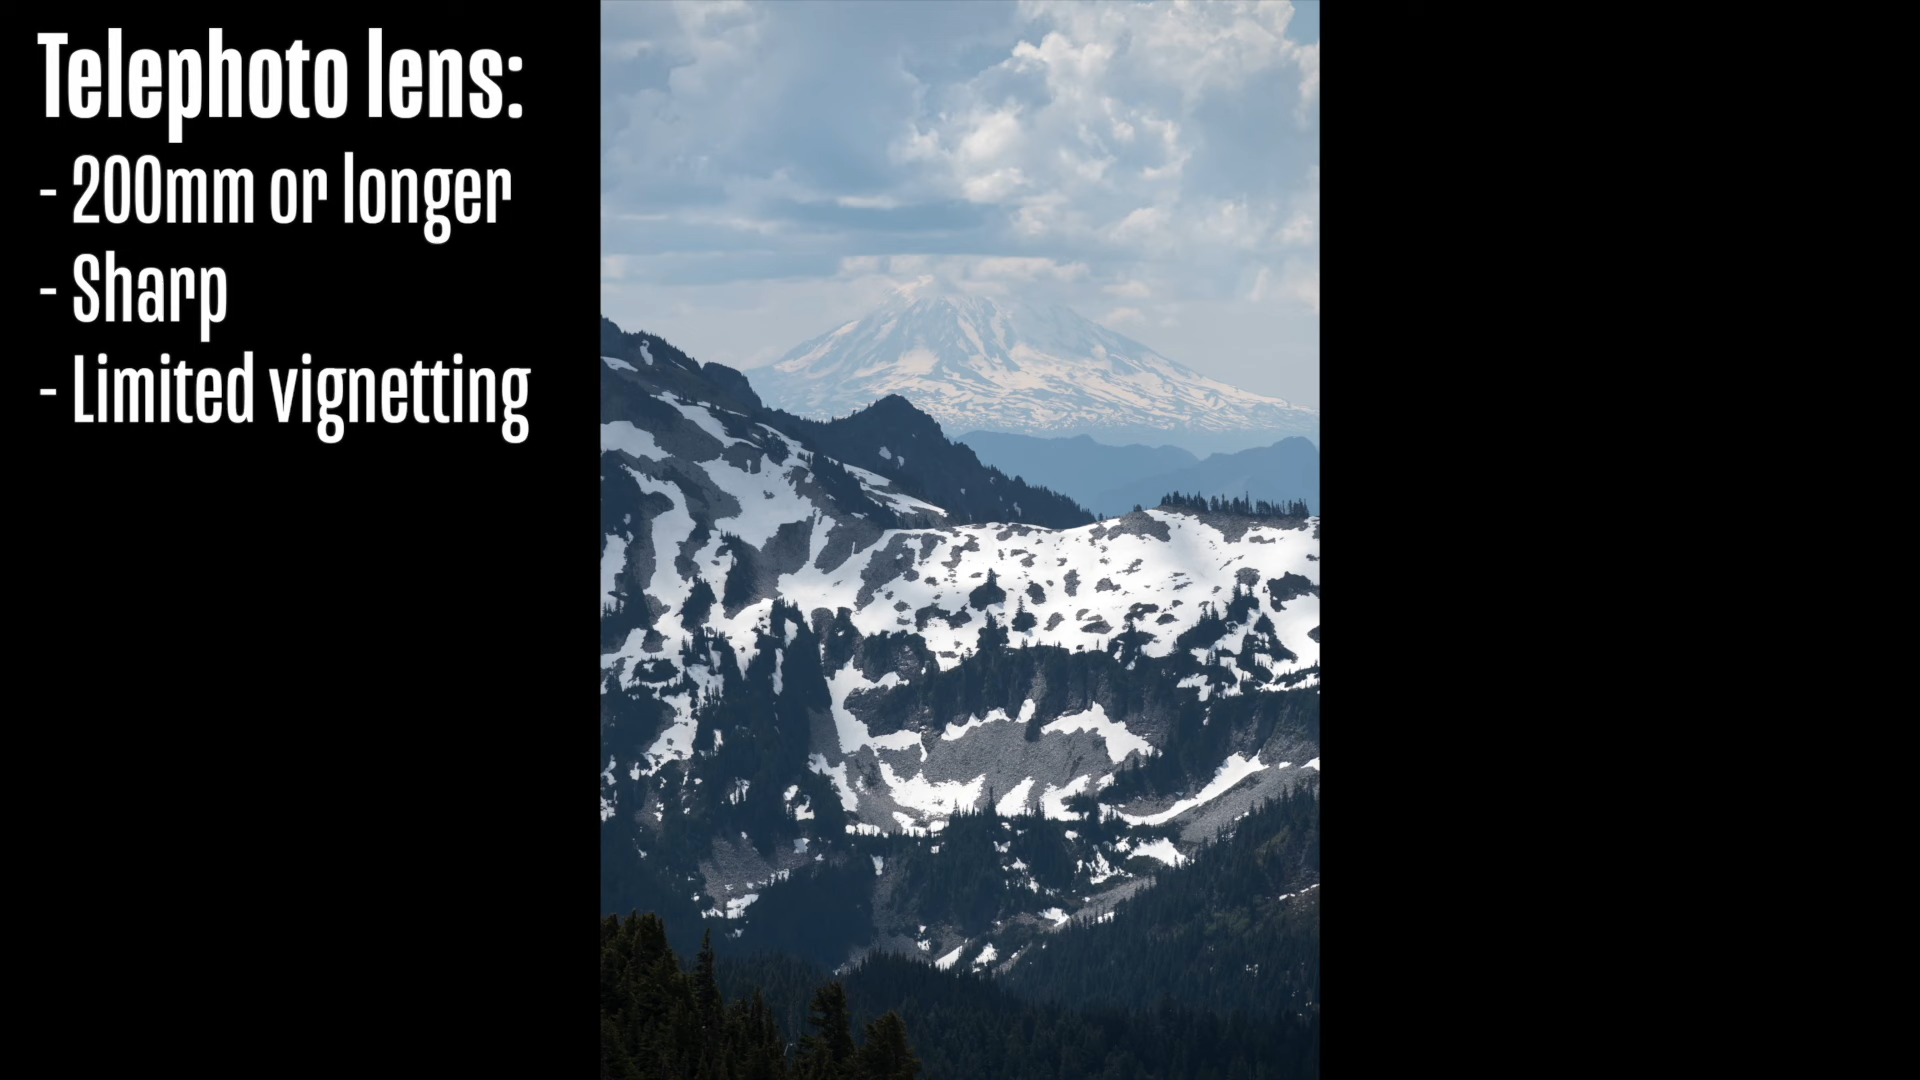 Telephoto lens:
- 200mm or longer
- Sharp
- Limited vignetting